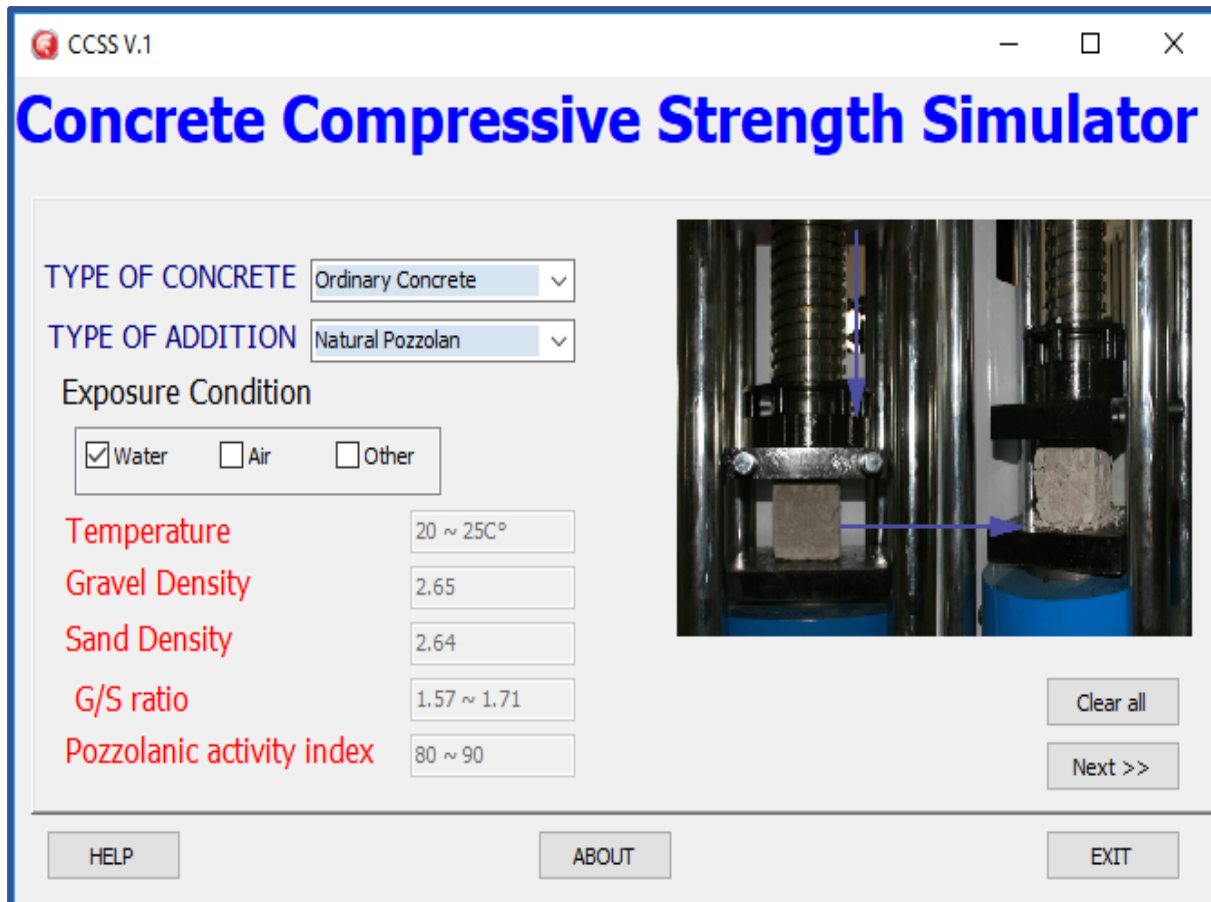 CCSS V.1
Concrete Compressive Strength Simulator
TYPE OF CONCRETE Ordinary Concrete
TYPE OF ADDITION Natural Pozzolan
Exposure Condition
Water Air Other
Temperature 20 ~ 25C°
Gravel Density 2.65
Sand Density 2.64
G/S ratio 1.57 ~ 1.71
Pozzolanic activity index 80 ~ 90
Clear all
Next >>
HELP ABOUT EXIT